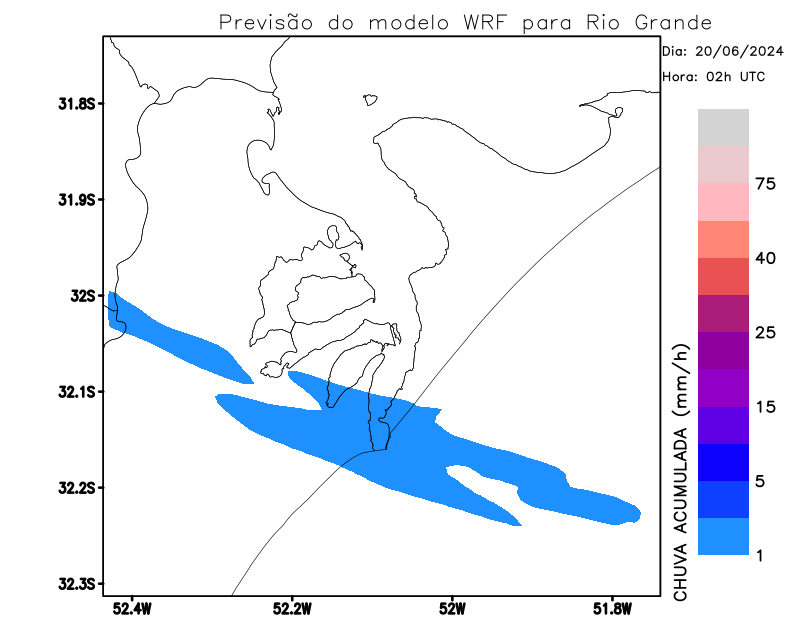 Previsão do modelo WRF para Rio Grande
Dia: 20/06/2024
Hora: 02h UTC
31.8S
31.9S
32S
32.1S
32.2S
32.3S
52.4W
52.2W
52W
51.8W
75
40
25
15
5
1
CHUVA ACUMULADA (mm/h)